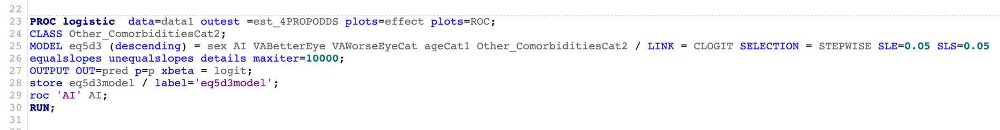 22
23 PROC logistic  data=data1 outest =est_4PROPODDS plots=effect plots=ROC;
24 CLASS Other_ComorbiditiesCat2;
25 MODEL eq5d3 (descending) = sex AI VABetterEye VAWorseEyeCat ageCat1 Other_ComorbiditiesCat2 / LINK = CLOGIT SELECTION = STEPWISE SLE=0.05 SLS=0.05
26 equalslopes unequalslopes details maxiter=10000;
27 OUTPUT OUT=pred p=p xbeta = logit;
28 store eq5d3model / label='eq5d3model';
29 roc 'AI' AI;
30 RUN;
31